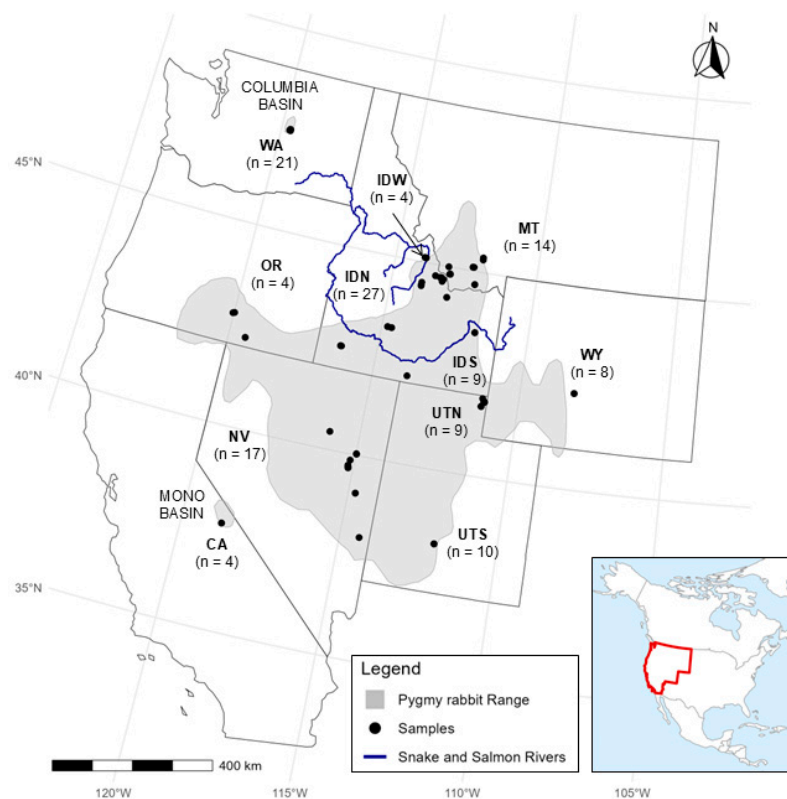 N
COLUMBIA
BASIN
WA
(n = 21)
45°N
IDW
(n = 4)
MT
(n = 14)
OR
(n = 4)
IDN
(n = 27)
40°N
WY
(n = 8)
IDS
(n = 9)
UTN
(n = 9)
NV
(n = 17)
MONO
BASIN
CA
(n = 4)
UTS
(n = 10)
35°N
Legend
Pygmy rabbit Range
Samples
Snake and Salmon Rivers
400 km
120°W
115°W
110°W
105°W